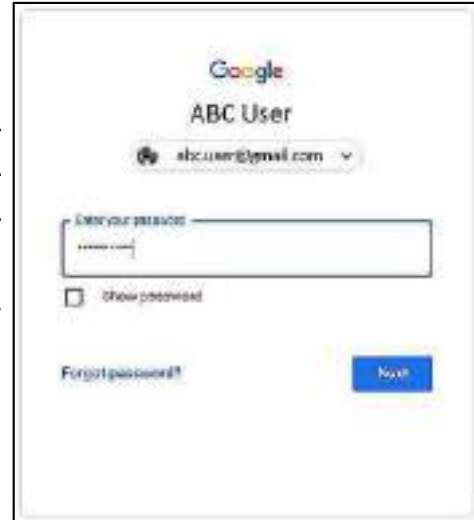 Google
ABC User
abc.user@gmail.com
Enter your password
Show password
Forgot password?
Next